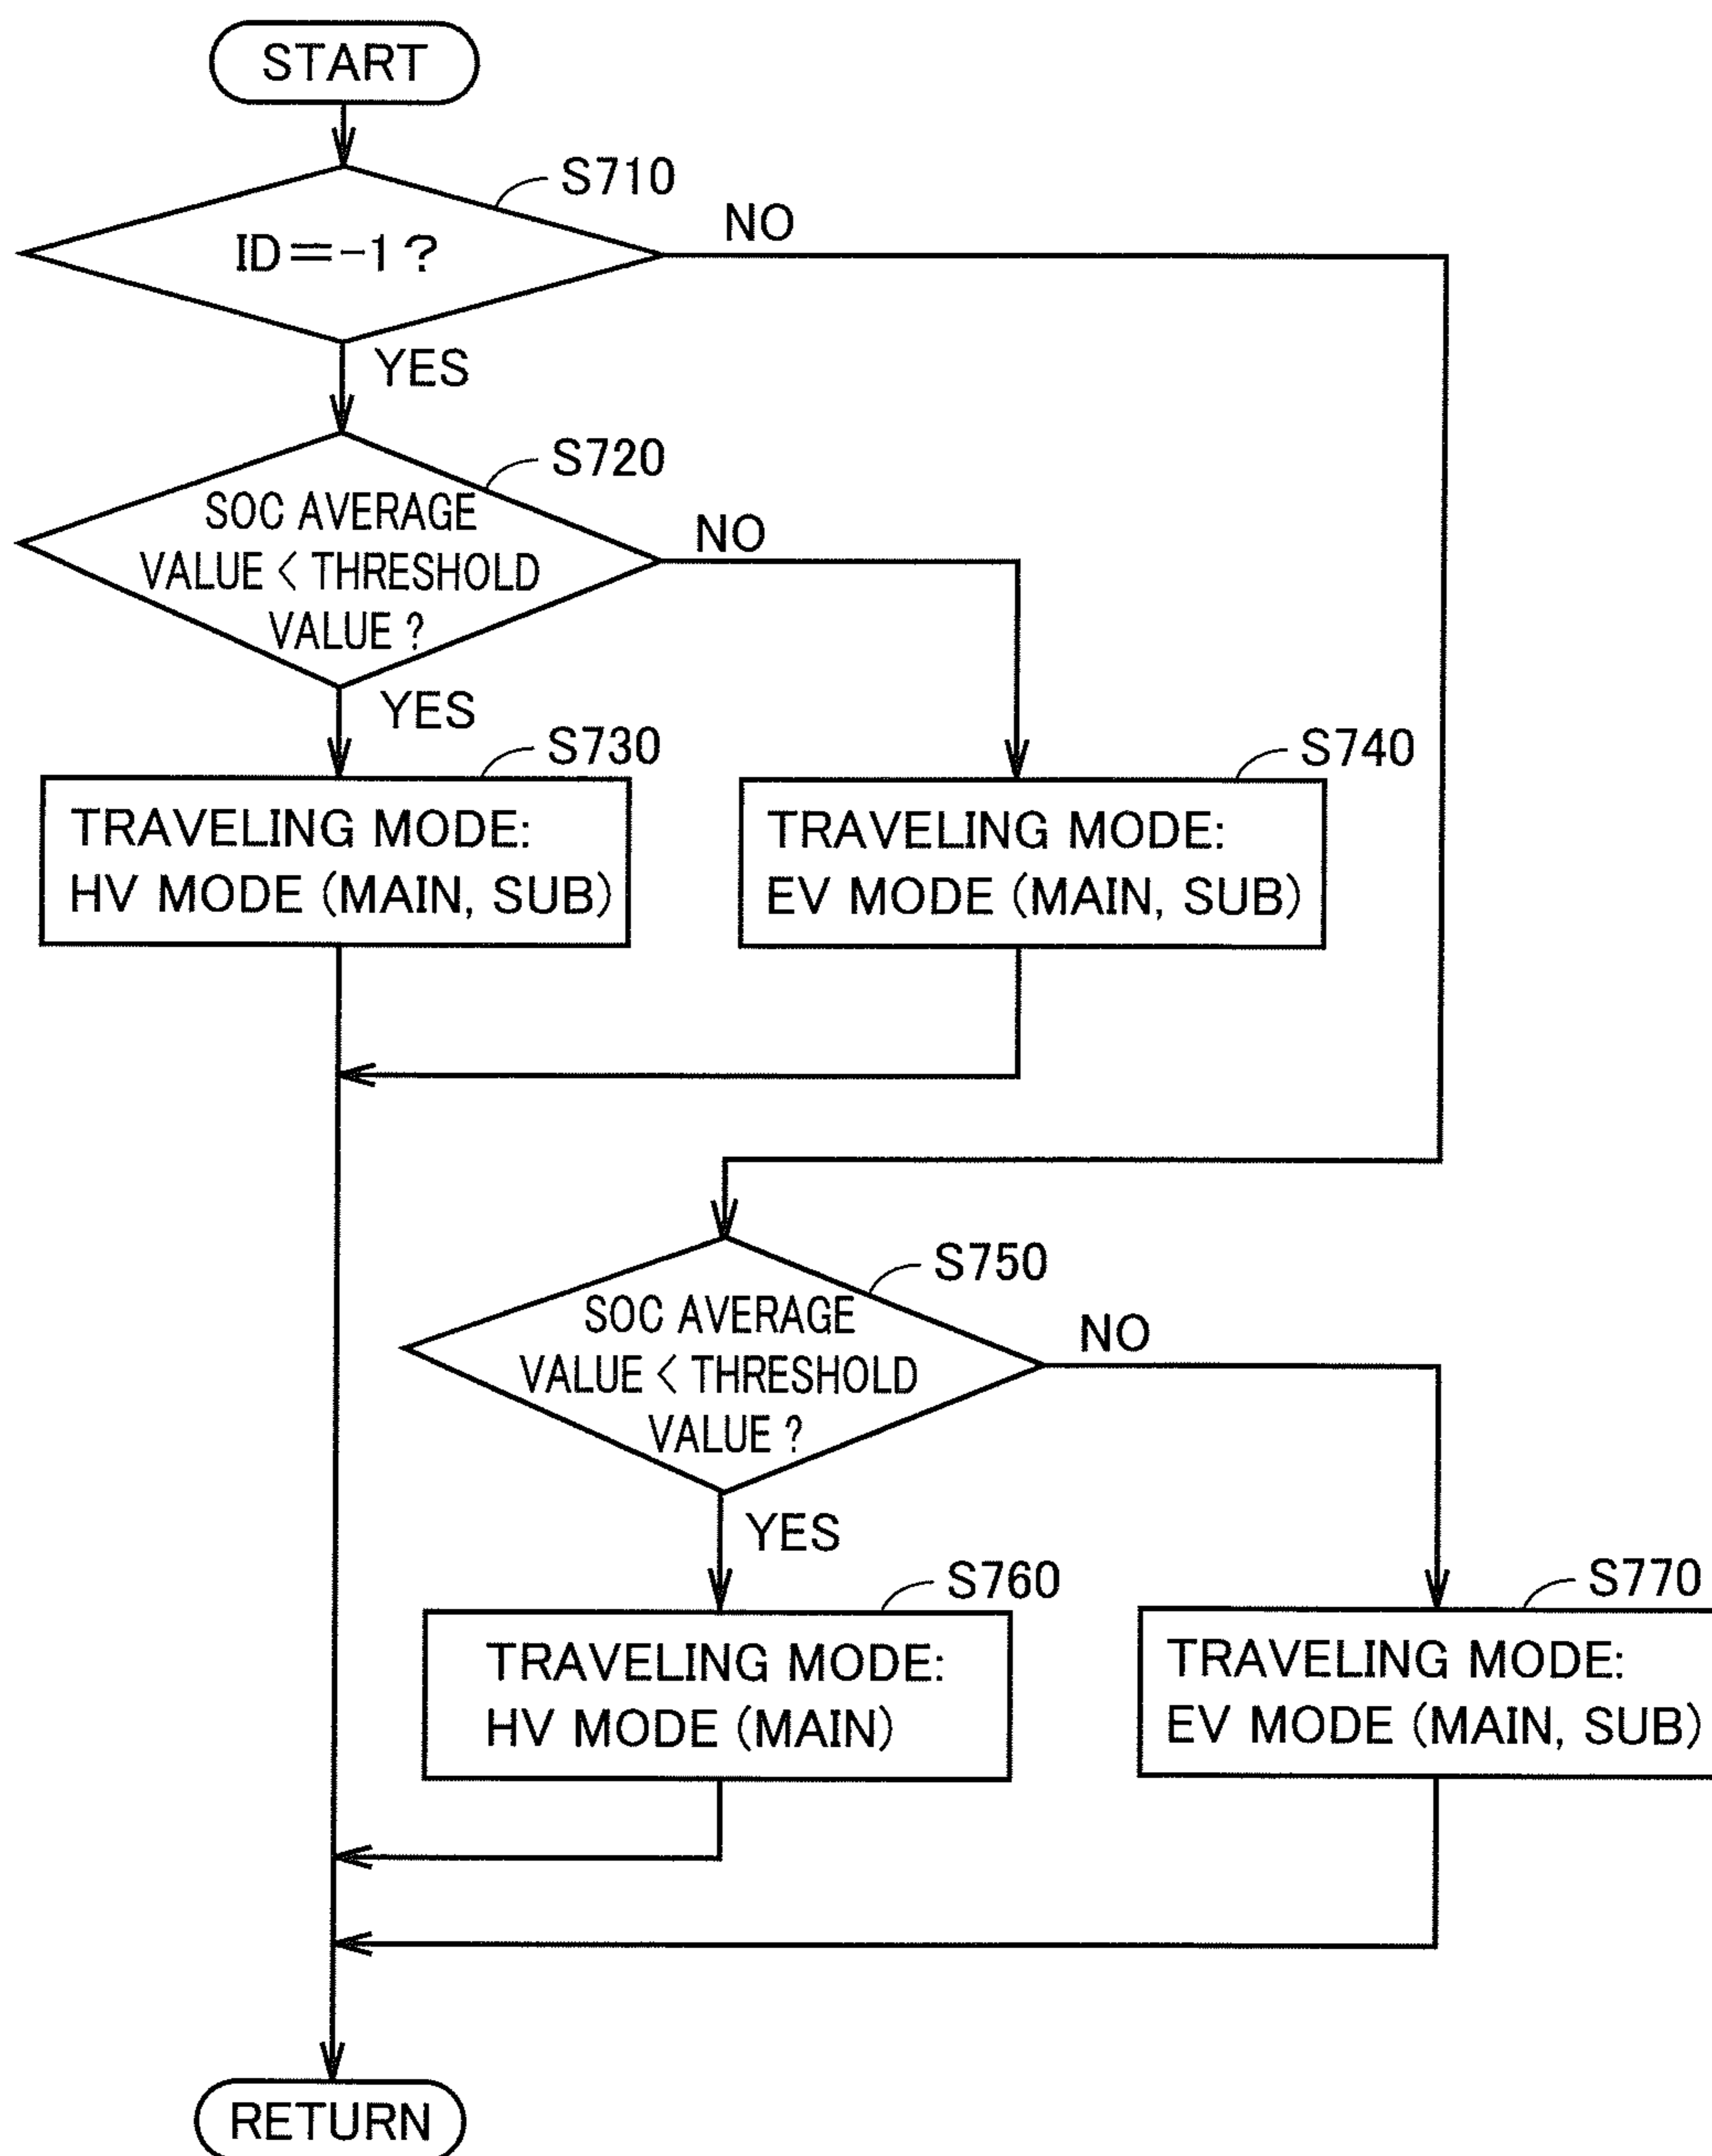 START
S710
ID=-1?
NO
YES
S720
SOC AVERAGE
VALUE < THRESHOLD
VALUE ?
NO
YES
S730
TRAVELING MODE:
HV MODE (MAIN, SUB)
S740
TRAVELING MODE:
EV MODE (MAIN, SUB)
S750
SOC AVERAGE
VALUE < THRESHOLD
VALUE ?
NO
YES
S760
TRAVELING MODE:
HV MODE (MAIN)
S770
TRAVELING MODE:
EV MODE (MAIN, SUB)
RETURN